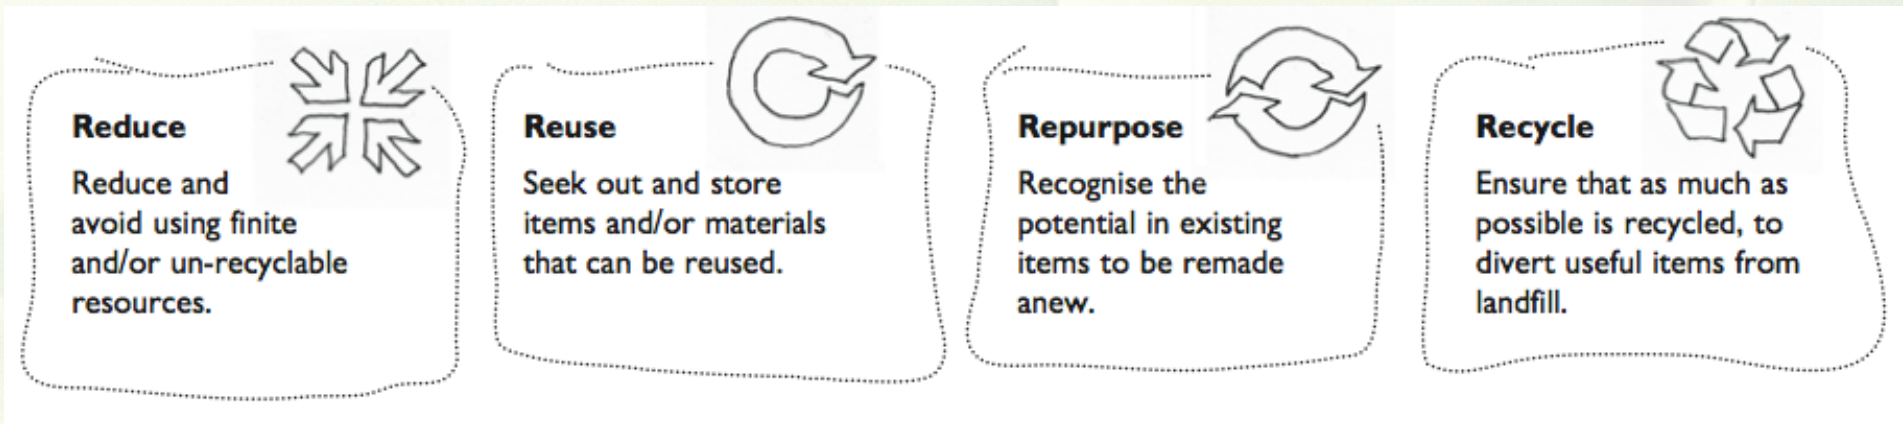 Reduce
Reduce and
avoid using finite
and/or un-recyclable
resources.
Reuse
Seek out and store
items and/or materials
that can be reused.
Repurpose
Recognise the
potential in existing
items to be remade
anew.
Recycle
Ensure that as much as
possible is recycled, to
divert useful items from
landfill.